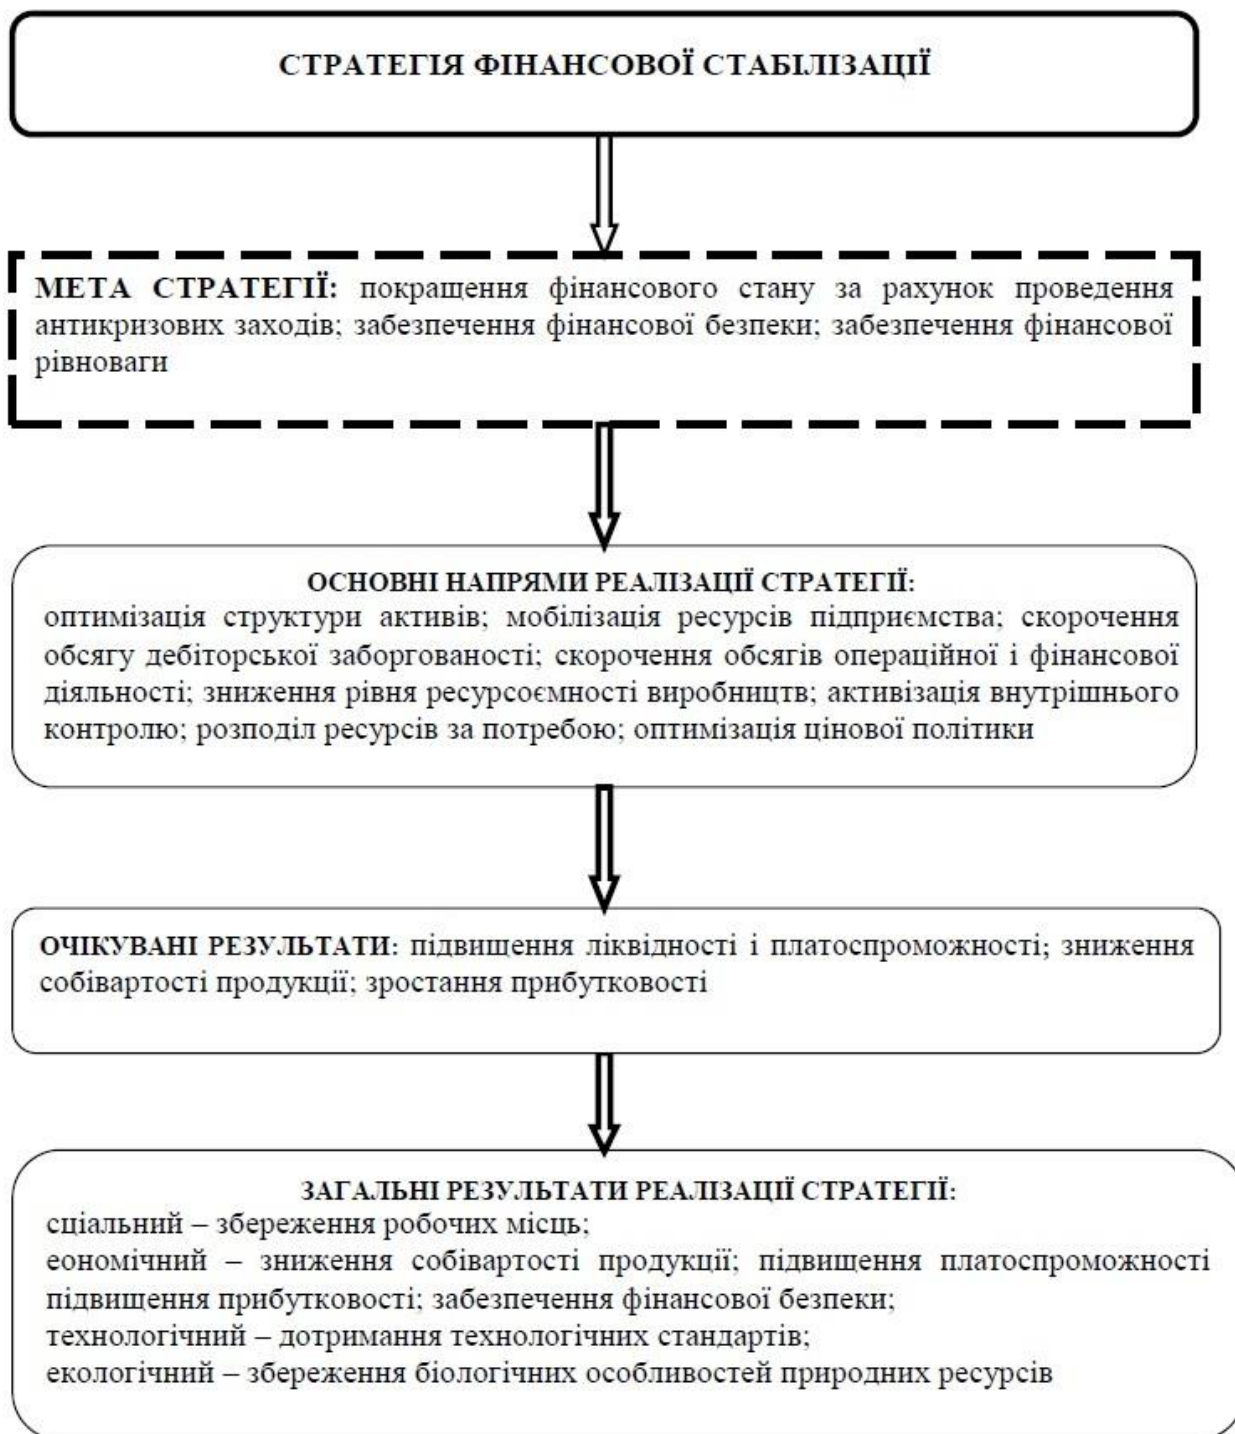 СТРАТЕГІЯ ФІНАНСОВОЇ СТАБІЛІЗАЦІЇ
МЕТА СТРАТЕГІЇ: покращення фінансового стану за рахунок проведення
антикризових заходів; забезпечення фінансової безпеки; забезпечення фінансової
рівноваги
ОСНОВНІ НАПРЯМИ РЕАЛІЗАЦІЇ СТРАТЕГІЇ:
оптимізація структури активів; мобілізація ресурсів підприємства; скорочення
обсягу дебіторської заборгованості; скорочення обсягів операційної і фінансової
діяльності; зниження рівня ресурсоємності виробництв; активізація внутрішнього
контролю; розподіл ресурсів за потребою; оптимізація цінової політики
ОЧІКУВАНІ РЕЗУЛЬТАТИ: підвищення ліквідності і платоспроможності; зниження
собівартості продукції; зростання прибутковості
ЗАГАЛЬНІ РЕЗУЛЬТАТИ РЕАЛІЗАЦІЇ СТРАТЕГІЇ:
сціальний – збереження робочих місць;
еономічний – зниження собівартості продукції; підвищення платоспроможності
підвищення прибутковості; забезпечення фінансової безпеки;
технологічний – дотримання технологічних стандартів;
екологічний – збереження біологічних особливостей природних ресурсів